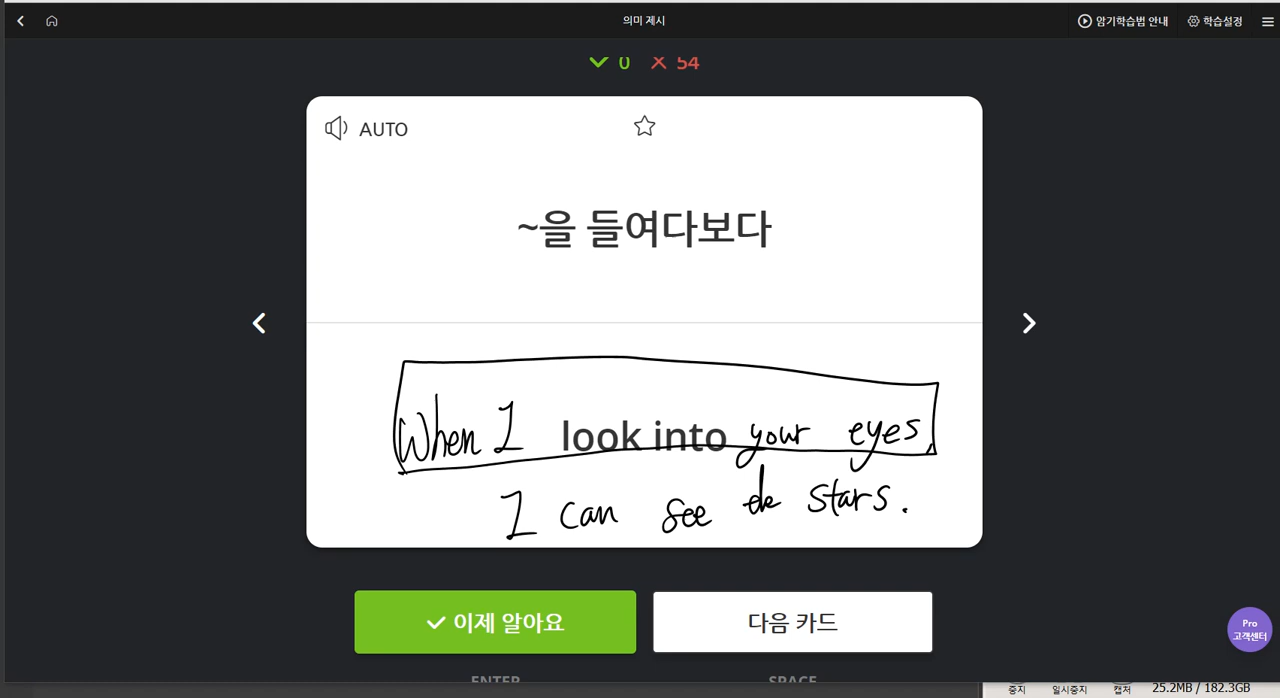 의미 제시
암기학습법 안내
학습설정
0 54
AUTO
~을 들여다보다
When I look into your eyes,
I can see the stars.
이제 알아요
다음 카드
ENTER
SPACE
Pro
고객센터
중지
일시중지
캡처
25.2MB / 182.3GB